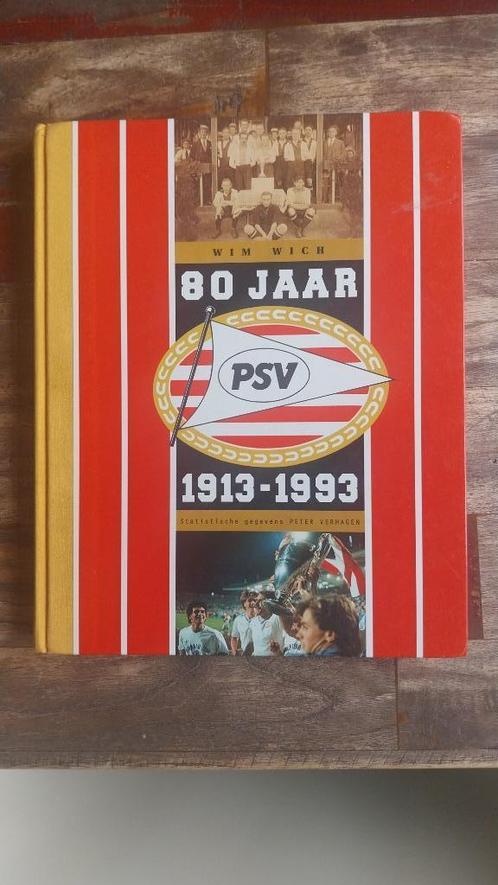 WIM WICH
80 JAAR
PSV
1913-1993
Statistische gegevens PETER VERHAGEN